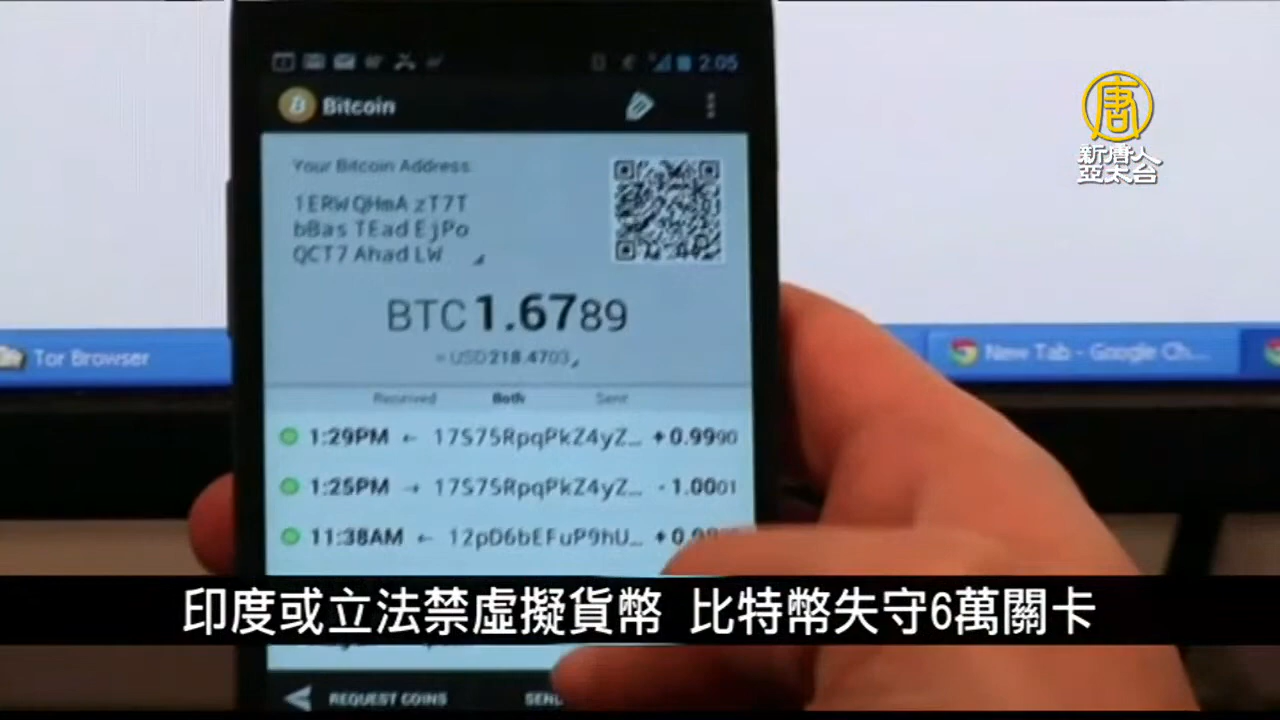 2:05
Bitcoin
唐
新唐人
亞太台
Your Bitcoin Address
1ERWQHmA zT7T
bBas TEad EjPo
QCT7 Ahad LW
BTC 1.6789
≈ USD 218.4703
Tor Browser
New Tab - Google Ch...
Received Both Sent
1:29PM ← 17S75RpqPkZ4yZ... +0.9990
1:25PM → 17S75RpqPkZ4yZ... -1.0001
11:38AM ← 12pD6bEFuP9hU...
印度或立法禁虛擬貨幣 比特幣失守6萬關卡
REQUEST COINS